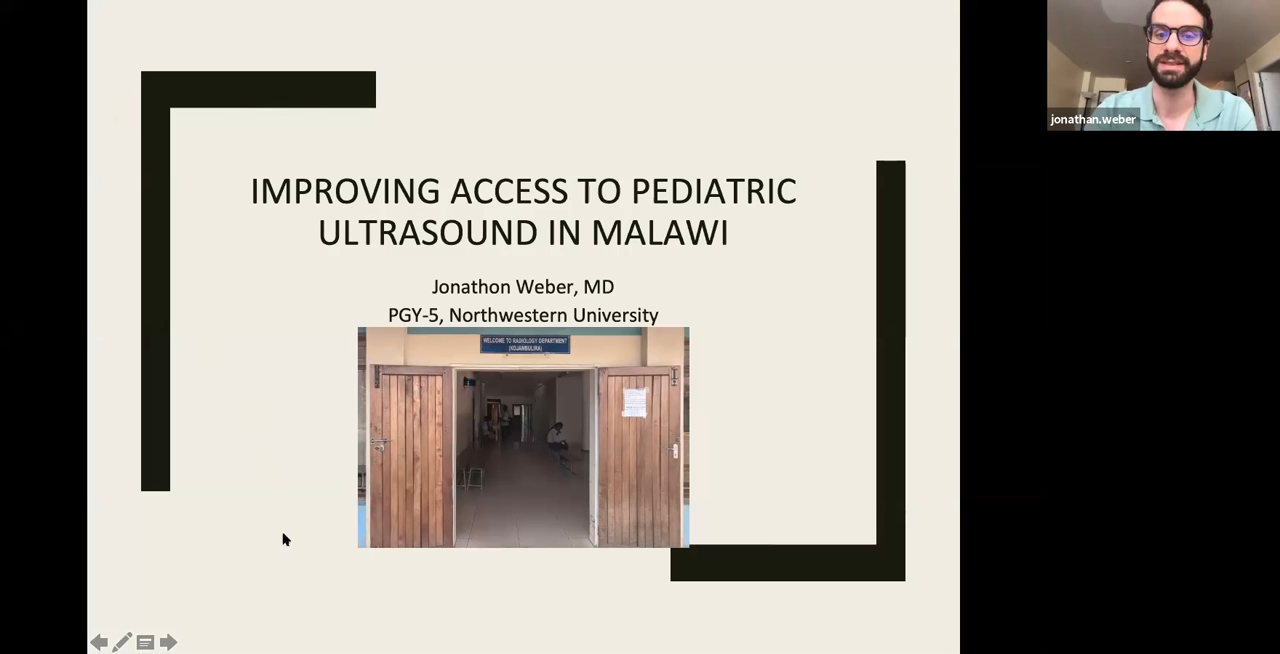 jonathan.weber
IMPROVING ACCESS TO PEDIATRIC
ULTRASOUND IN MALAWI
Jonathon Weber, MD
PGY-5, Northwestern University
WELCOME TO RADIOLOGY DEPARTMENT
(KOJAMBULIRA)